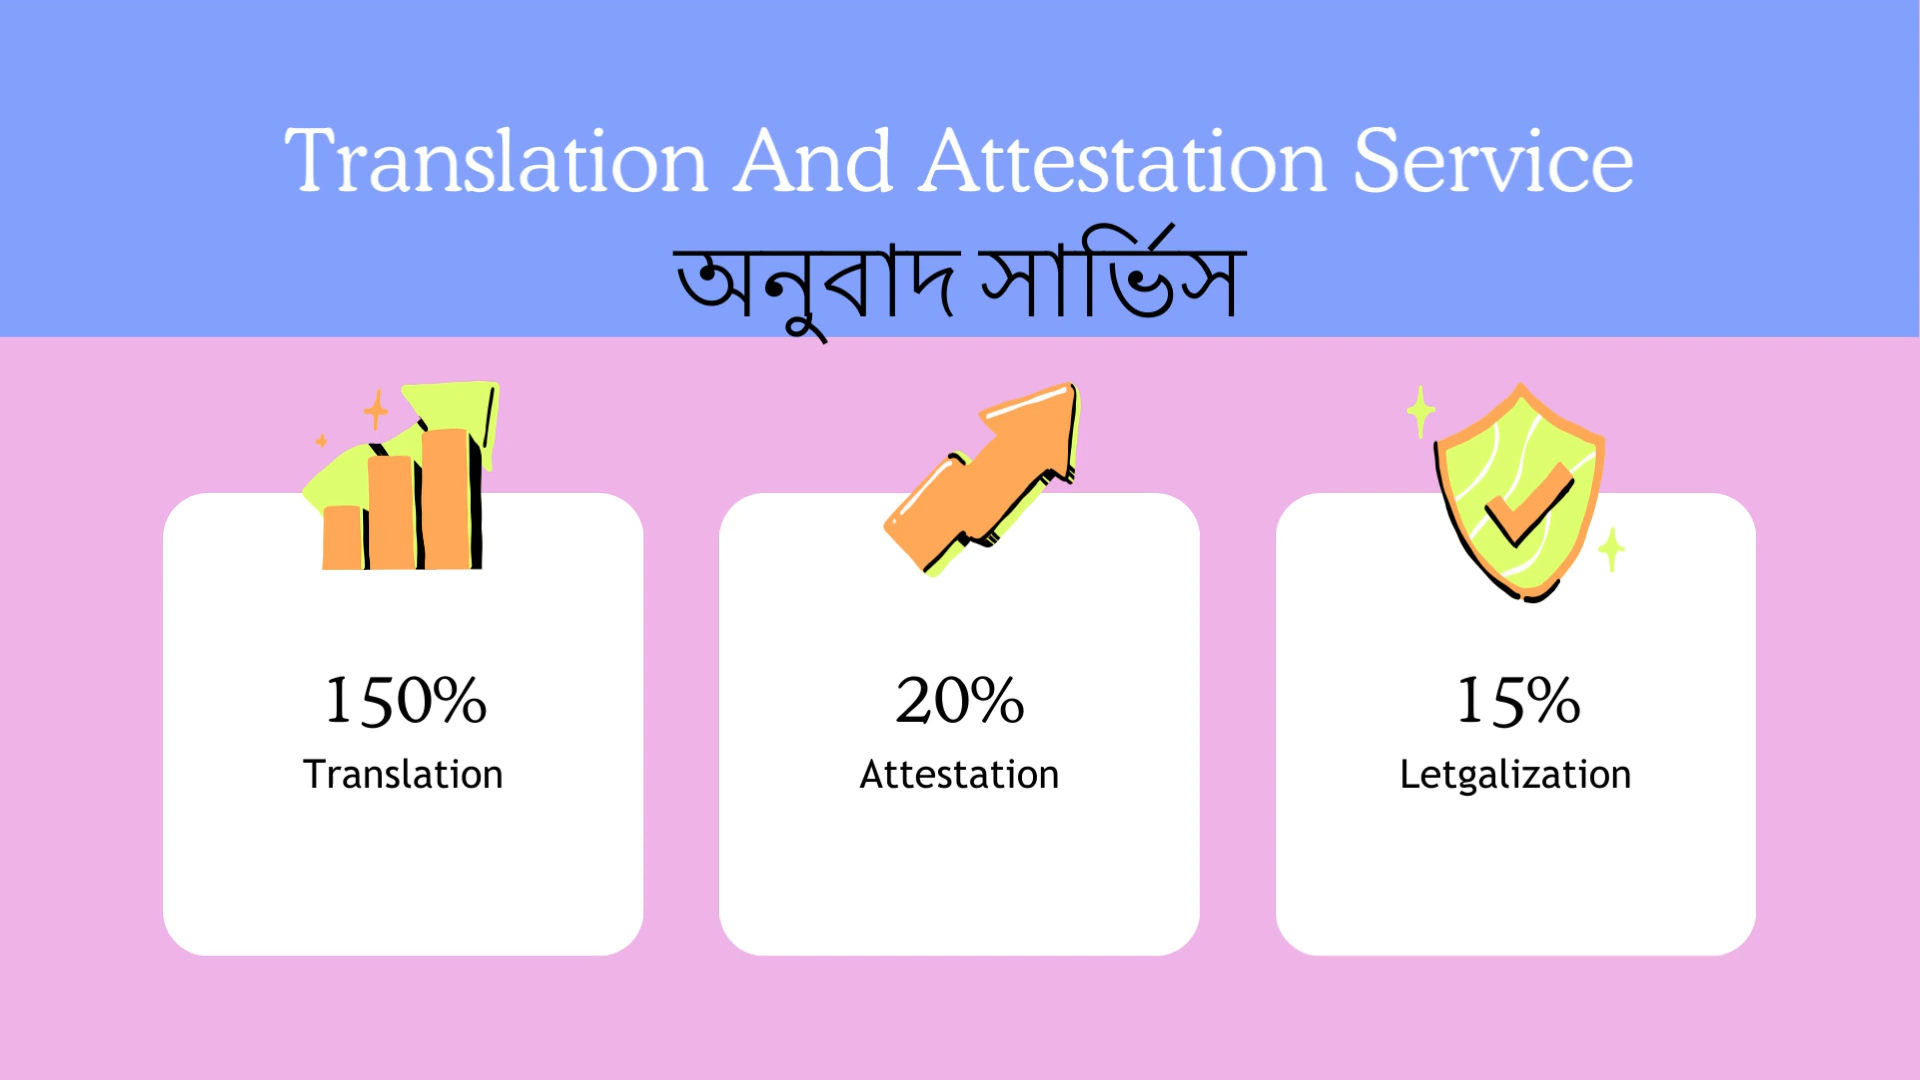 Translation And Attestation Service
অনুবাদ সার্ভিস
150%
Translation
20%
Attestation
15%
Letgalization